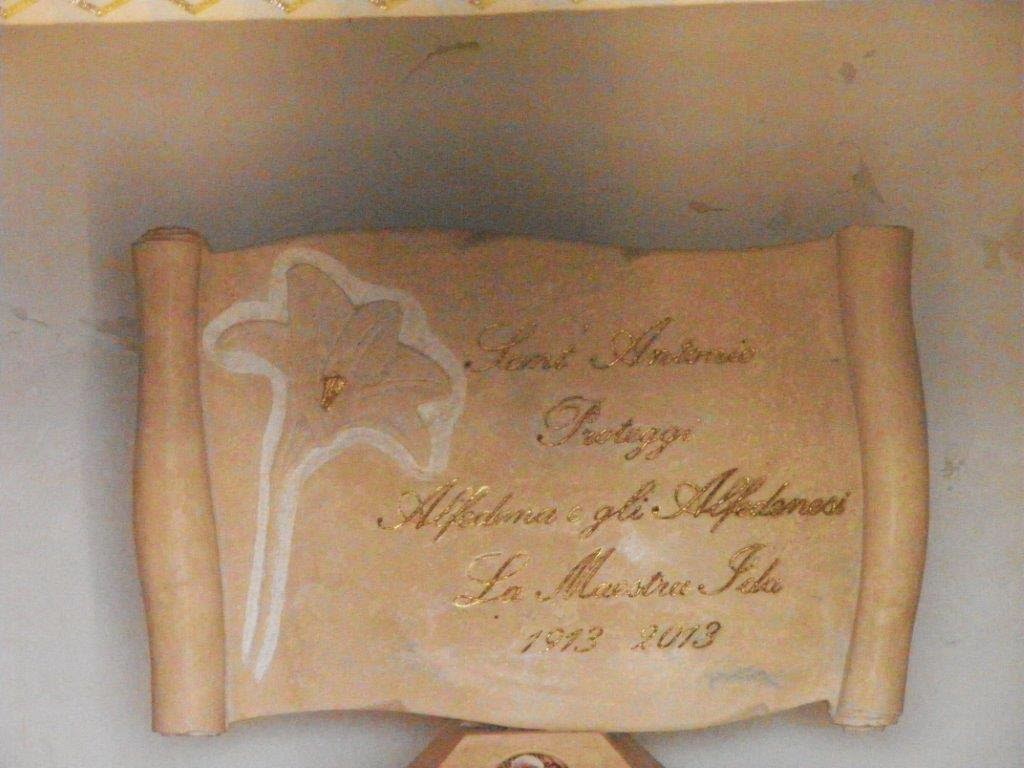 Sant' Antonio
Proteggi
Alfedena e gli Alfedenesi
La Maestra Ida
1913 2013